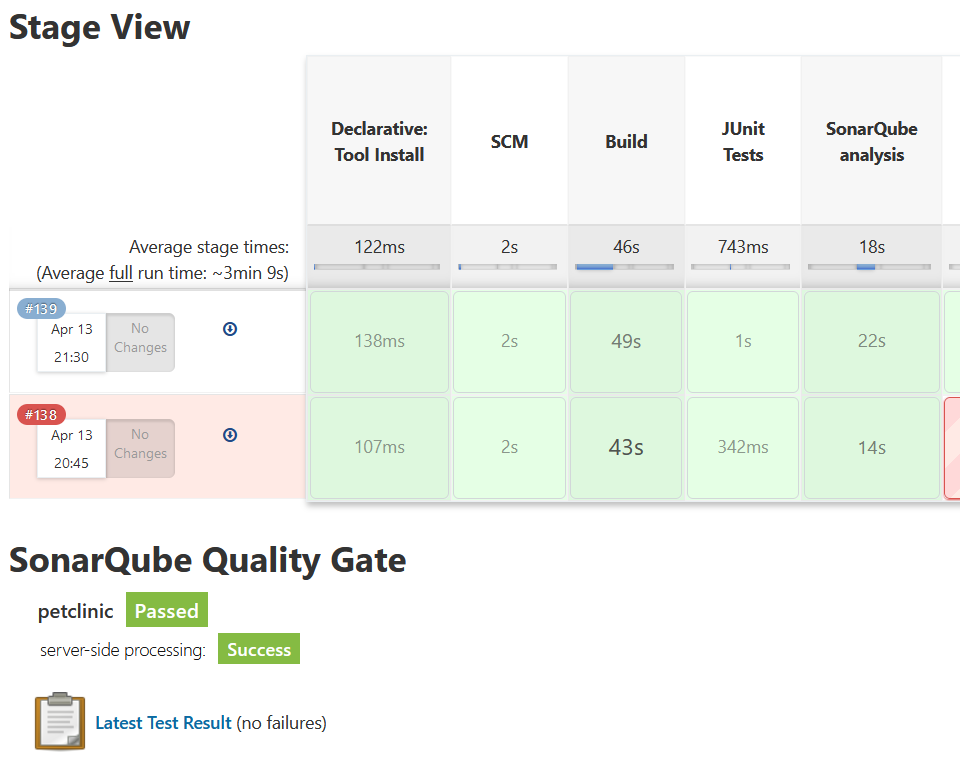 Stage View
Declarative: Tool Install
SCM
Build
JUnit Tests
SonarQube analysis
Average stage times:
122ms
2s
46s
743ms
18s
(Average full run time: ~3min 9s)
#139
Apr 13
21:30
No Changes
138ms
2s
49s
1s
22s
#138
Apr 13
20:45
No Changes
107ms
2s
43s
342ms
14s
SonarQube Quality Gate
petclinic Passed
server-side processing: Success
Latest Test Result (no failures)